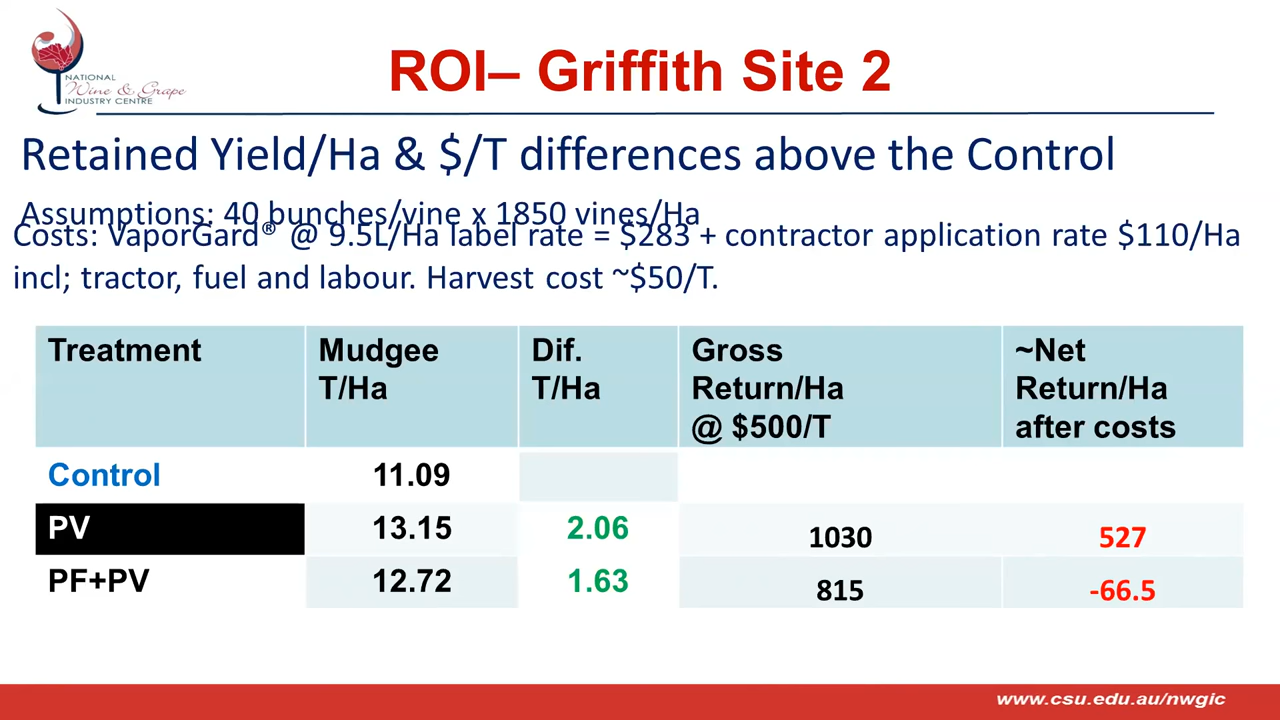 NATIONAL
Wine & Grape
INDUSTRY CENTRE
ROI– Griffith Site 2
Retained Yield/Ha & $/T differences above the Control
Assumptions: 40 bunches/vine x 1850 vines/Ha
Costs: VaporGard® @ 9.5L/Ha label rate = $283 + contractor application rate $110/Ha
incl; tractor, fuel and labour. Harvest cost ~$50/T.
Treatment Mudgee T/Ha Dif. T/Ha Gross Return/Ha @ $500/T ~Net Return/Ha after costs
Control 11.09
PV 13.15 2.06 1030 527
PF+PV 12.72 1.63 815 -66.5
www.csu.edu.au/nwgic